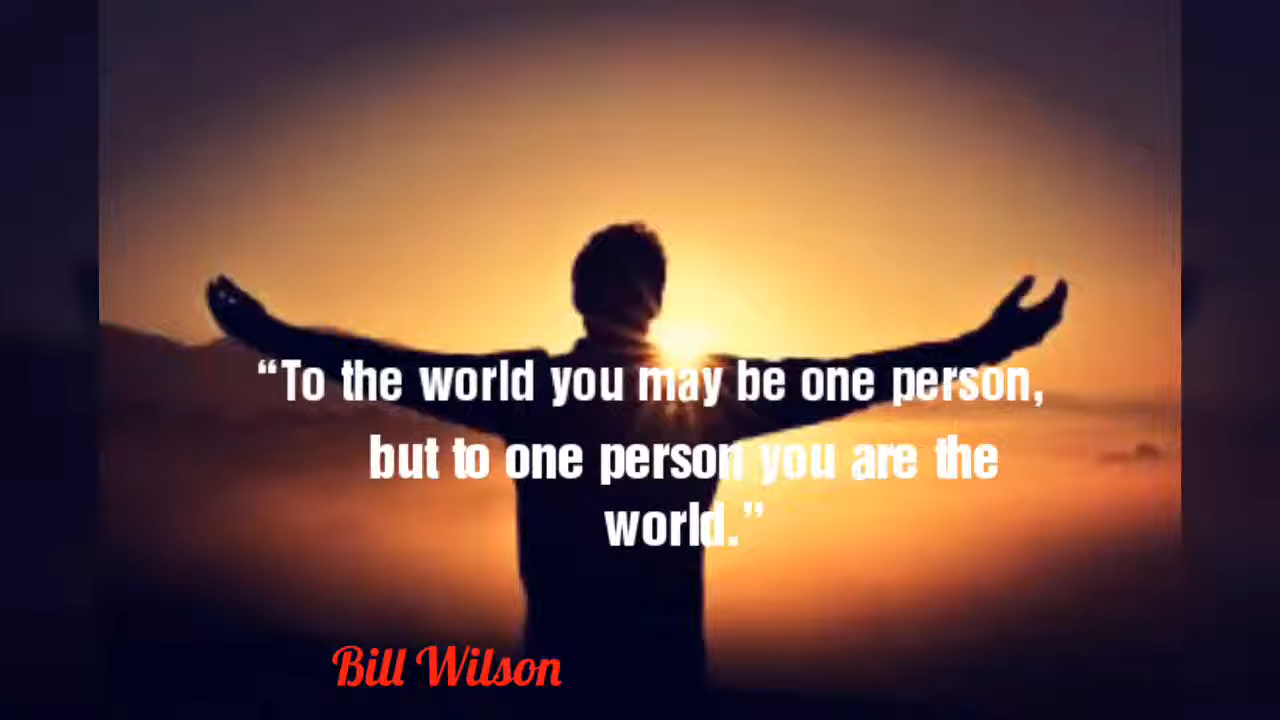 “To the world you may be one person,
but to one person you are the
world.”
Bill Wilson